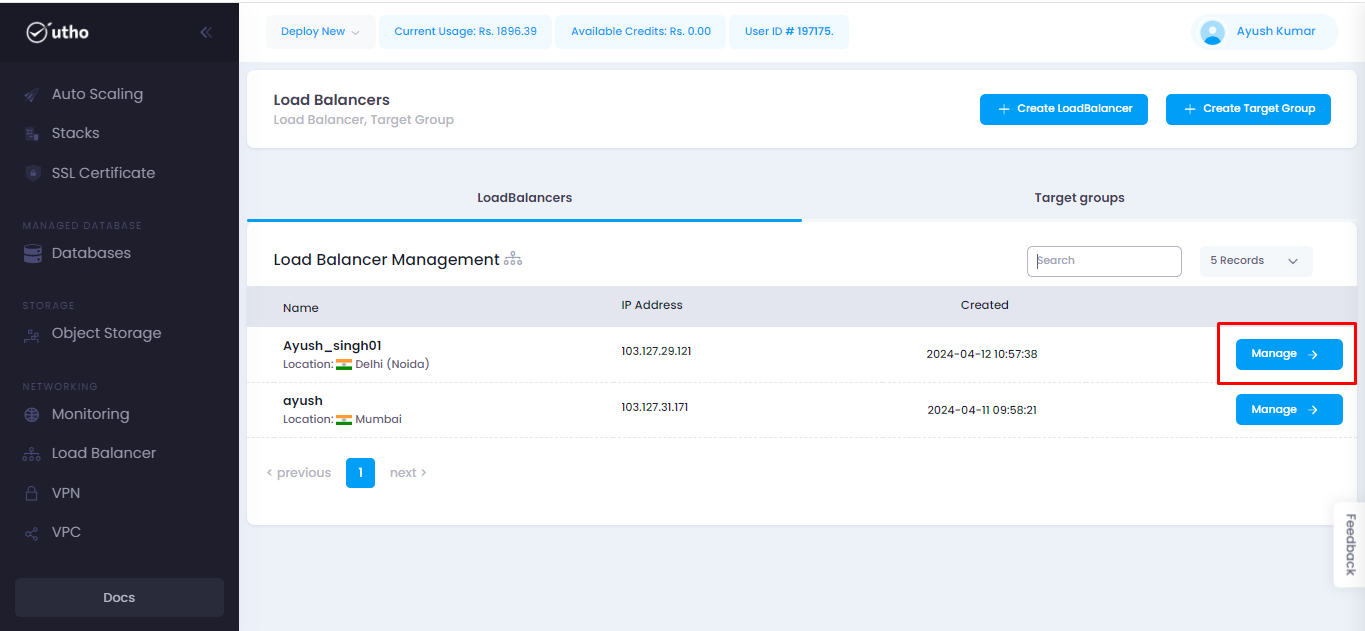 utho
Deploy New
Current Usage: Rs. 1896.39
Available Credits: Rs. 0.00
User ID # 197175.
Ayush Kumar
Auto Scaling
Stacks
SSL Certificate
MANAGED DATABASE
Databases
STORAGE
Object Storage
NETWORKING
Monitoring
Load Balancer
VPN
VPC
Docs
Load Balancers
Load Balancer, Target Group
Create LoadBalancer
Create Target Group
LoadBalancers
Target groups
Load Balancer Management
Search
5 Records
Name
IP Address
Created
Ayush_singh01
Location: Delhi (Noida)
103.127.29.121
2024-04-12 10:57:38
Manage →
ayush
Location: Mumbai
103.127.31.171
2024-04-11 09:58:21
Manage →
< previous
1
next >
Feedback